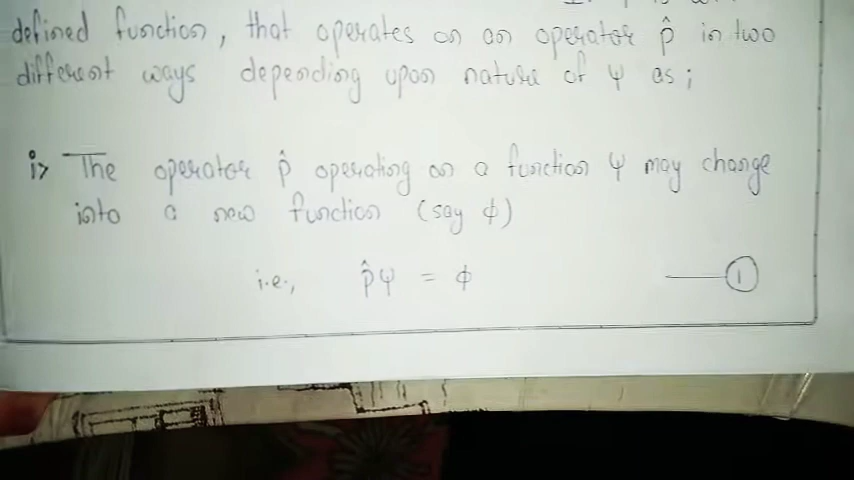 defined function, that operates on an operator p̂ in two
different ways depending upon nature of ψ as;
i> The operator p̂ operating on a function ψ may change
into a new function (say ϕ)
i.e., p̂ψ = ϕ —— ①